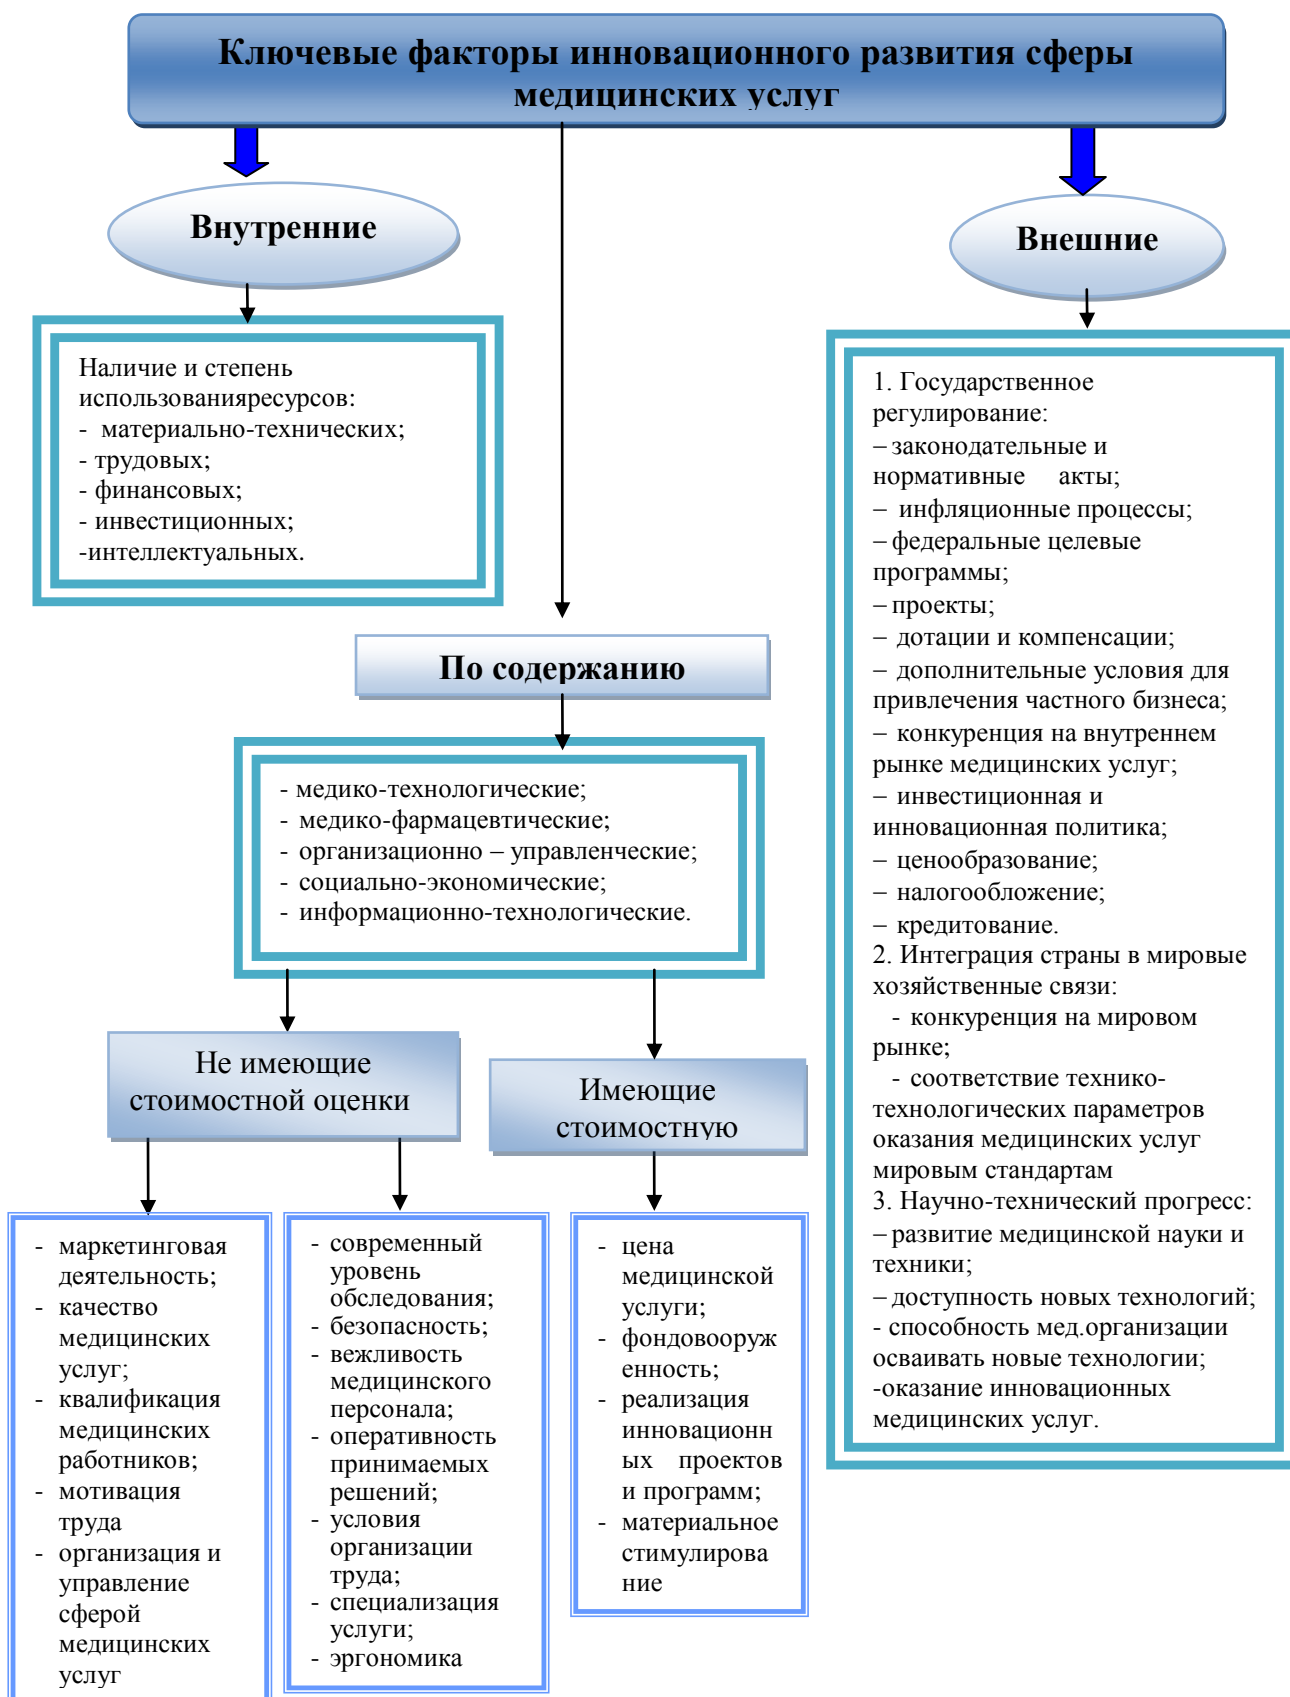 Ключевые факторы инновационного развития сферы
медицинских услуг
Внутренние
Внешние
Наличие и степень
использованияресурсов:
- материально-технических;
- трудовых;
- финансовых;
- инвестиционных;
-интеллектуальных.
По содержанию
- медико-технологические;
- медико-фармацевтические;
- организационно – управленческие;
- социально-экономические;
- информационно-технологические.
Не имеющие
стоимостной оценки
Имеющие
стоимостную
- маркетинговая
деятельность;
- качество
медицинских
услуг;
- квалификация
медицинских
работников;
- мотивация
труда
- организация и
управление
сферой
медицинских
услуг
- современный
уровень
обследования;
- безопасность;
- вежливость
медицинского
персонала;
- оперативность
принимаемых
решений;
- условия
организации
труда;
- специализация
услуги;
- эргономика
- цена
медицинской
услуги;
- фондовооруж
енность;
- реализация
инновационн
ых проектов
и программ;
- материальное
стимулирова
ние
1. Государственное
регулирование:
– законодательные и
нормативные акты;
– инфляционные процессы;
– федеральные целевые
программы;
– проекты;
– дотации и компенсации;
– дополнительные условия для
привлечения частного бизнеса;
– конкуренция на внутреннем
рынке медицинских услуг;
– инвестиционная и
инновационная политика;
– ценообразование;
– налогообложение;
– кредитование.
2. Интеграция страны в мировые
хозяйственные связи:
- конкуренция на мировом
рынке;
- соответствие технико-
технологических параметров
оказания медицинских услуг
мировым стандартам
3. Научно-технический прогресс:
– развитие медицинской науки и
техники;
– доступность новых технологий;
- способность мед.организации
осваивать новые технологии;
-оказание инновационных
медицинских услуг.